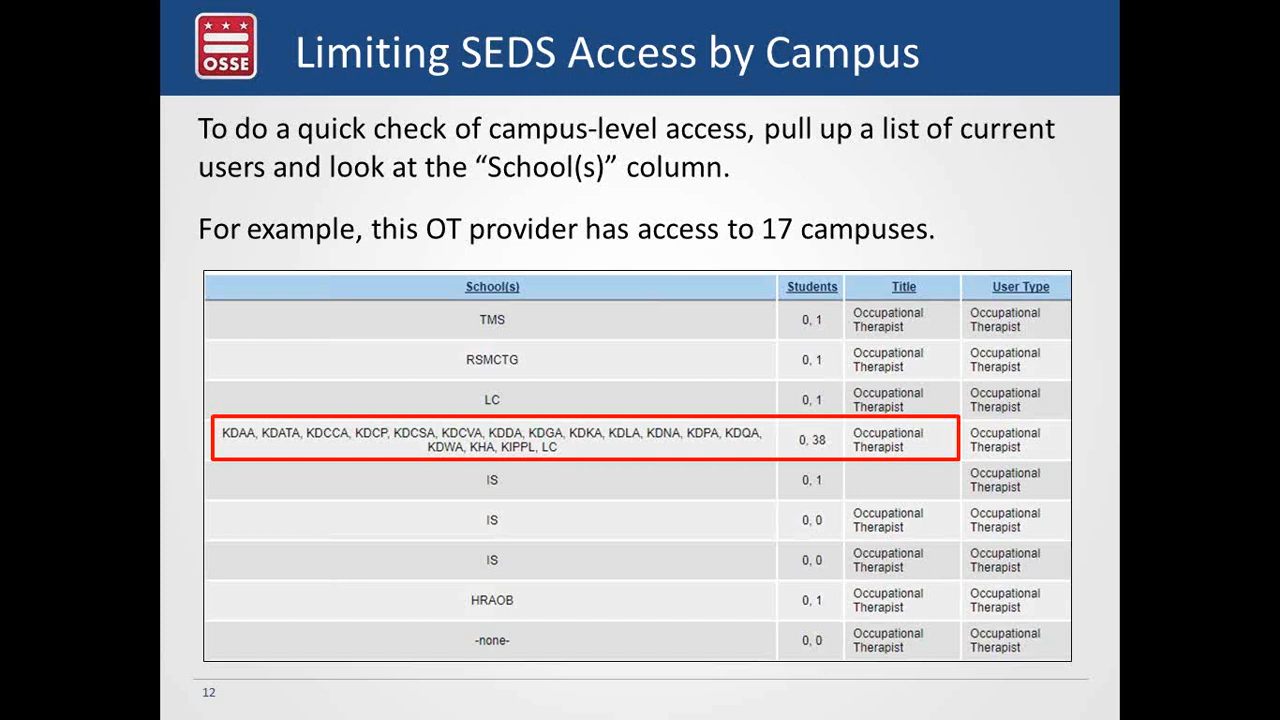 OSSE
Limiting SEDS Access by Campus
To do a quick check of campus-level access, pull up a list of current
users and look at the “School(s)” column.
For example, this OT provider has access to 17 campuses.
School(s) Students Title User Type
TMS 0, 1 Occupational Therapist Occupational Therapist
RSMCTG 0, 1 Occupational Therapist Occupational Therapist
LC 0, 1 Occupational Therapist Occupational Therapist
KDAA, KDATA, KDCCA, KDCP, KDCSA, KDCVA, KDDA, KDGA, KDKA, KDLA, KDNA, KDPA, KDQA,
KDWA, KHA, KIPPL, LC 0, 38 Occupational Therapist Occupational Therapist
IS 0, 1 Occupational Therapist
IS 0, 0 Occupational Therapist Occupational Therapist
IS 0, 0 Occupational Therapist Occupational Therapist
HRAOB 0, 1 Occupational Therapist Occupational Therapist
-none- 0, 0 Occupational Therapist Occupational Therapist
12